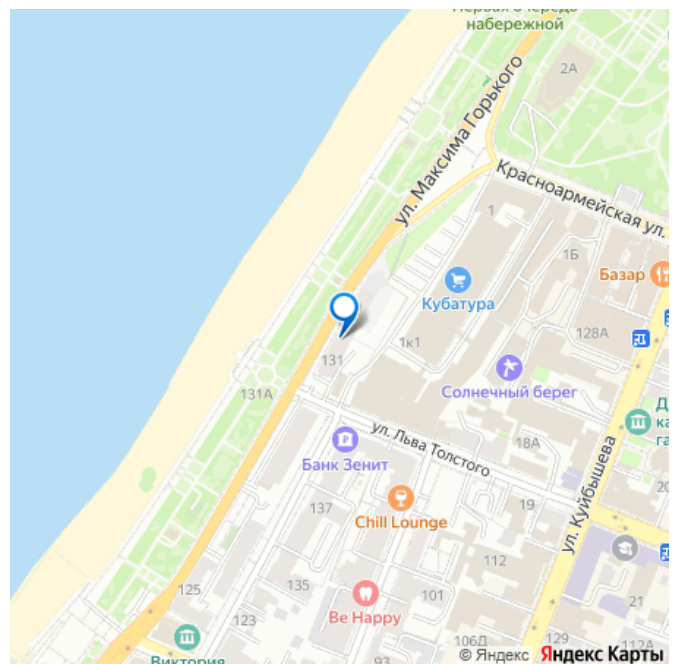 Первая очередь
набережной
2А
ул. Максима Горького
Красноармейская ул.
1
1Б
Базар
Кубатура
128А
1к1
131
Солнечный берег
131А
ул. Льва Толстого
18А
Банк Зенит
ул. Куйбышева
137
Chill Lounge
19
112
125
135
101
21
123
Be Happy
106Д
129
112А
Виктория
93
© Яндекс Яндекс Карты